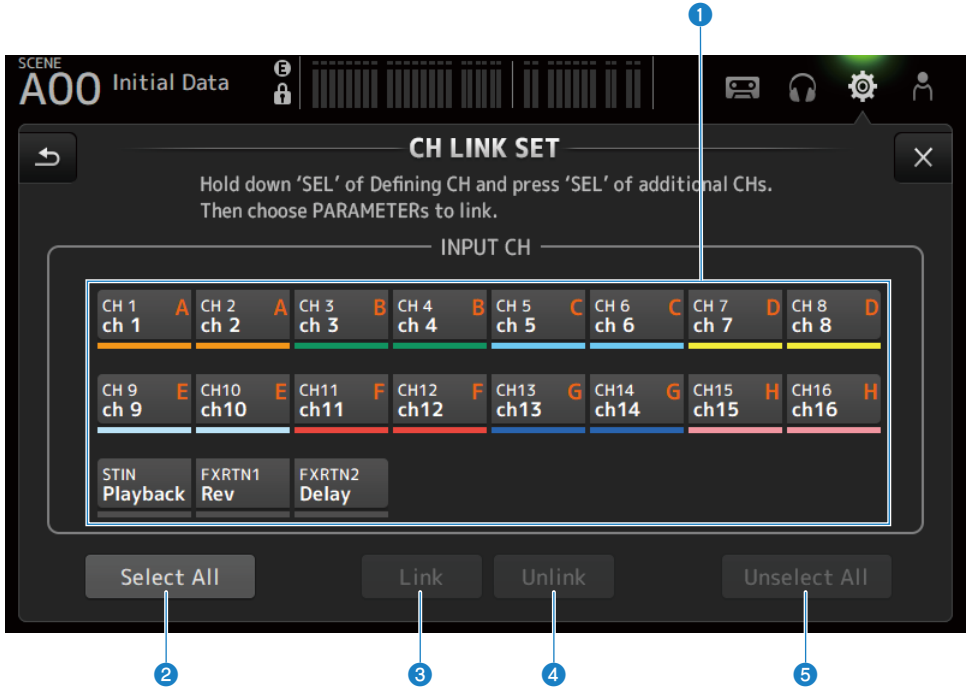 1
SCENE
A00 Initial Data E
CH LINK SET
Hold down ‘SEL’ of Defining CH and press ‘SEL’ of additional CHs.
Then choose PARAMETERs to link.
INPUT CH
CH 1 A CH 2 A CH 3 B CH 4 B CH 5 C CH 6 C CH 7 D CH 8 D
ch 1 ch 2 ch 3 ch 4 ch 5 ch 6 ch 7 ch 8
CH 9 E CH10 E CH11 F CH12 F CH13 G CH14 G CH15 H CH16 H
ch 9 ch10 ch11 ch12 ch13 ch14 ch15 ch16
STIN FXRTN1 FXRTN2
Playback Rev Delay
Select All Link Unlink Unselect All
2 3 4 5